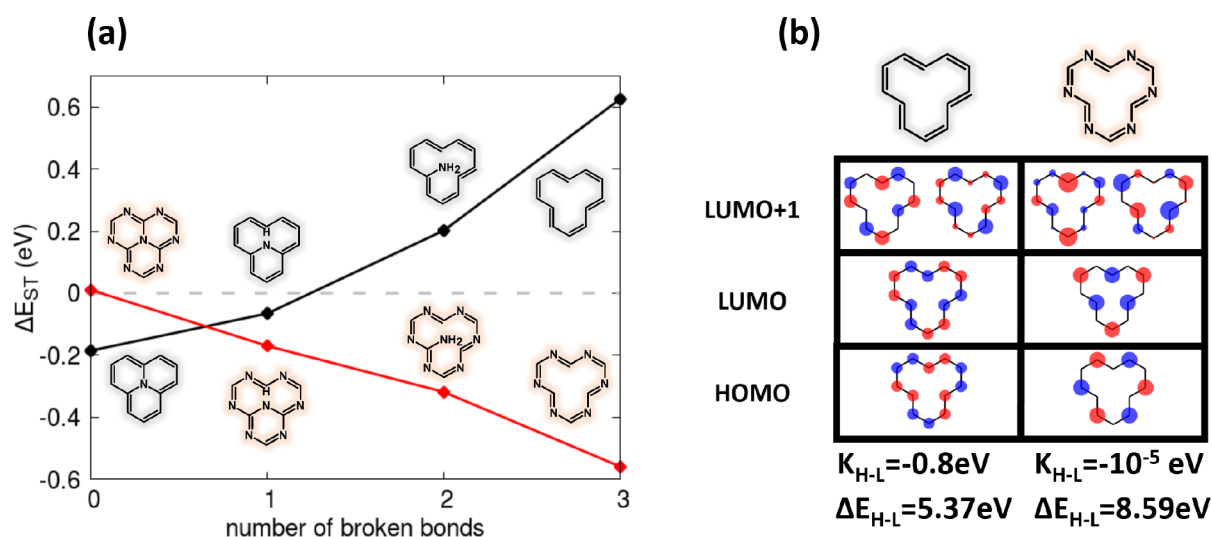 (a)
ΔE_ST (eV)
0.6
0.4
0.2
0
-0.2
-0.4
-0.6
0
1
2
3
number of broken bonds
N N
N N N
N N
H
N
NH2
N
N N
H
N N N
N N
N N
N N
NH2
N N
N N
N N
N N
(b)
N N
N N
N N
LUMO+1
LUMO
HOMO
K_H-L=-0.8eV
K_H-L=-10^-5 eV
ΔE_H-L=5.37eV
ΔE_H-L=8.59eV